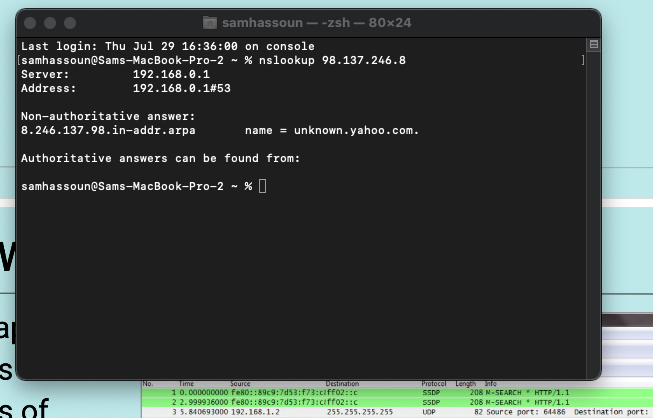 samhassoun — -zsh — 80×24
Last login: Thu Jul 29 16:36:00 on console
[samhassoun@Sams-MacBook-Pro-2 ~ % nslookup 98.137.246.8 ]
Server: 192.168.0.1
Address: 192.168.0.1#53
Non-authoritative answer:
8.246.137.98.in-addr.arpa name = unknown.yahoo.com.
Authoritative answers can be found from:
samhassoun@Sams-MacBook-Pro-2 ~ %
s of
No. Time Source Destination Protocol Length Info
1 0.000000000 fe80::89c9:7d53:f73:c ff02::c SSDP 208 M-SEARCH * HTTP/1.1
2 2.999936000 fe80::89c9:7d53:f73:c ff02::c SSDP 208 M-SEARCH * HTTP/1.1
3 5.840693000 192.168.1.2 255.255.255.255 UDP 82 Source port: 64486 Destination port: